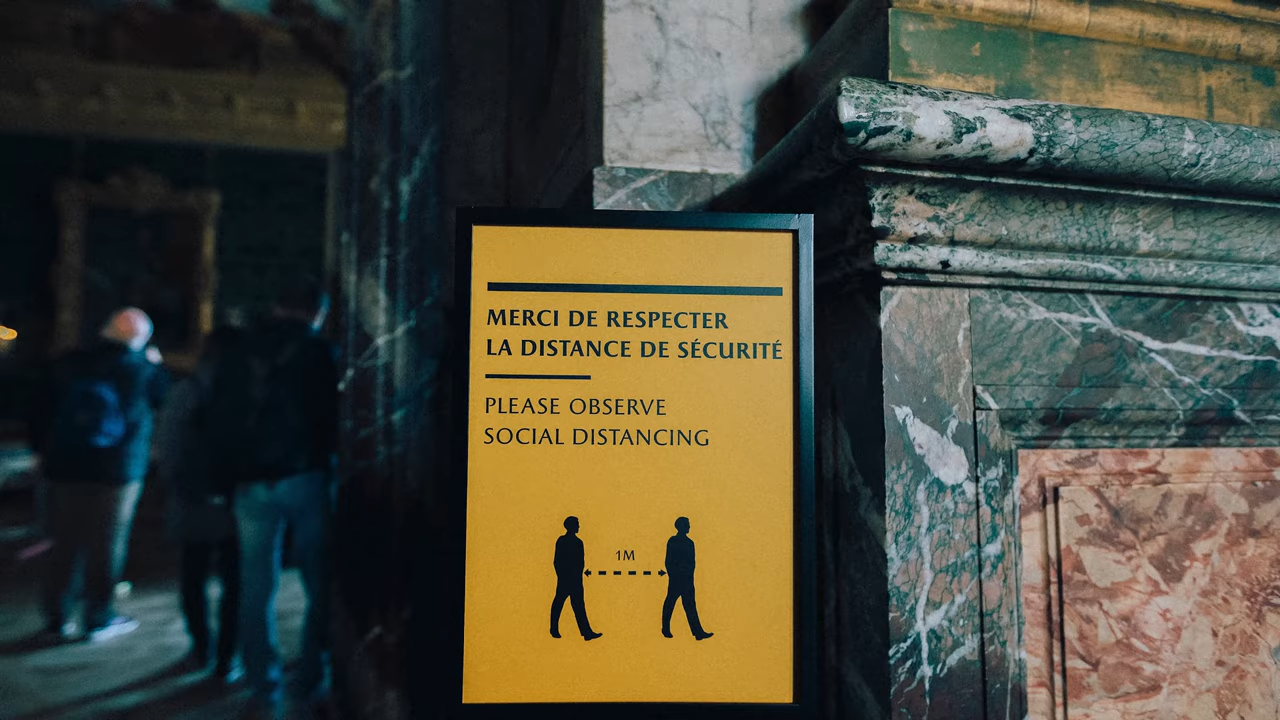 MERCI DE RESPECTER
LA DISTANCE DE SÉCURITÉ
PLEASE OBSERVE
SOCIAL DISTANCING
1M